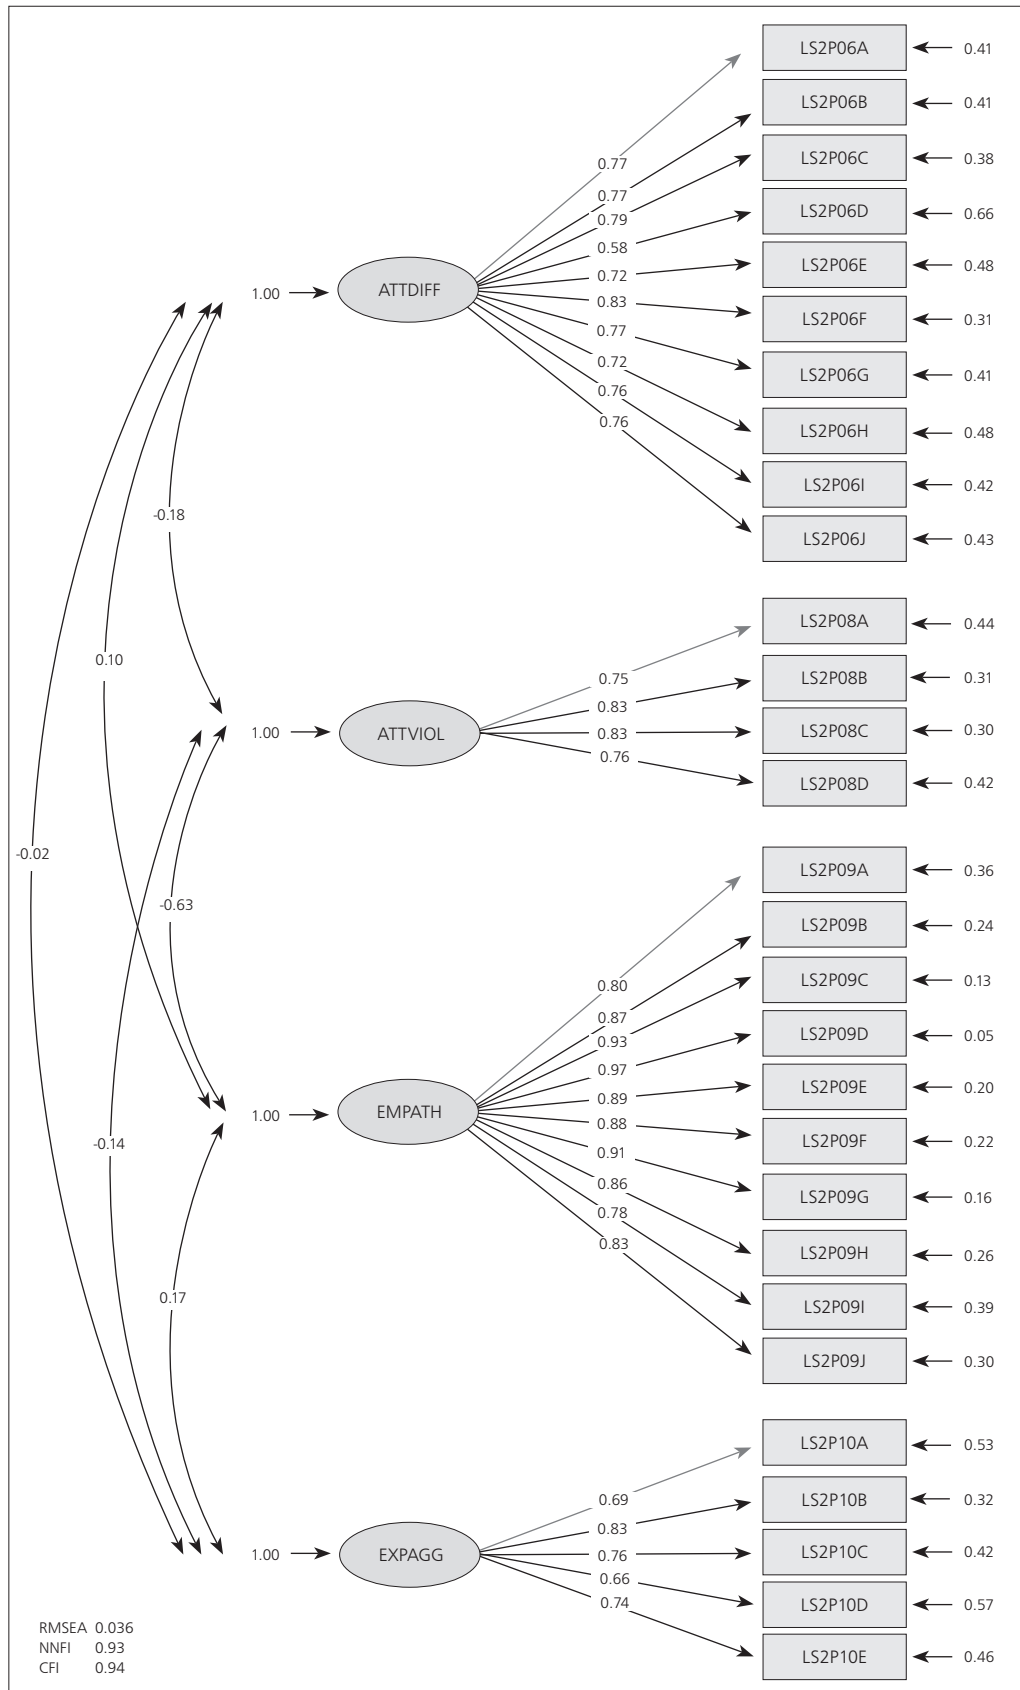 LS2P06A 0.41
LS2P06B 0.41
LS2P06C 0.38
LS2P06D 0.66
LS2P06E 0.48
LS2P06F 0.31
LS2P06G 0.41
LS2P06H 0.48
LS2P06I 0.42
LS2P06J 0.43
0.77
0.77
0.79
0.58
0.72
0.83
0.77
0.72
0.76
0.76
1.00 ATTDIFF
-0.18
0.10
LS2P08A 0.44
LS2P08B 0.31
LS2P08C 0.30
LS2P08D 0.42
0.75
0.83
0.83
0.76
1.00 ATTVIOL
-0.02
-0.63
LS2P09A 0.36
LS2P09B 0.24
LS2P09C 0.13
LS2P09D 0.05
LS2P09E 0.20
LS2P09F 0.22
LS2P09G 0.16
LS2P09H 0.26
LS2P09I 0.39
LS2P09J 0.30
0.80
0.87
0.93
0.97
0.89
0.88
0.91
0.86
0.78
0.83
1.00 EMPATH
-0.14
0.17
LS2P10A 0.53
LS2P10B 0.32
LS2P10C 0.42
LS2P10D 0.57
LS2P10E 0.46
0.69
0.83
0.76
0.66
0.74
1.00 EXPAGG
RMSEA 0.036
NNFI 0.93
CFI 0.94